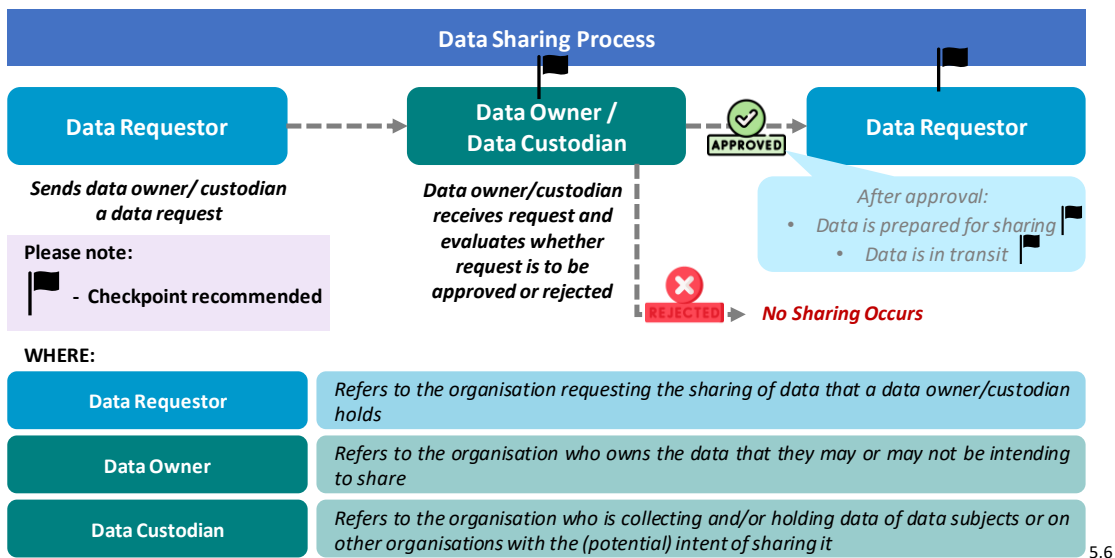 Data Sharing Process
Data Requestor
Data Owner /
Data Custodian
APPROVED
Data Requestor
Sends data owner/ custodian
a data request
Data owner/custodian
receives request and
evaluates whether
request is to be
approved or rejected
After approval:
• Data is prepared for sharing
• Data is in transit
Please note:
- Checkpoint recommended
REJECTED
No Sharing Occurs
WHERE:
Data Requestor
Refers to the organisation requesting the sharing of data that a data owner/custodian
holds
Data Owner
Refers to the organisation who owns the data that they may or may not be intending
to share
Data Custodian
Refers to the organisation who is collecting and/or holding data of data subjects or on
other organisations with the (potential) intent of sharing it
5.6